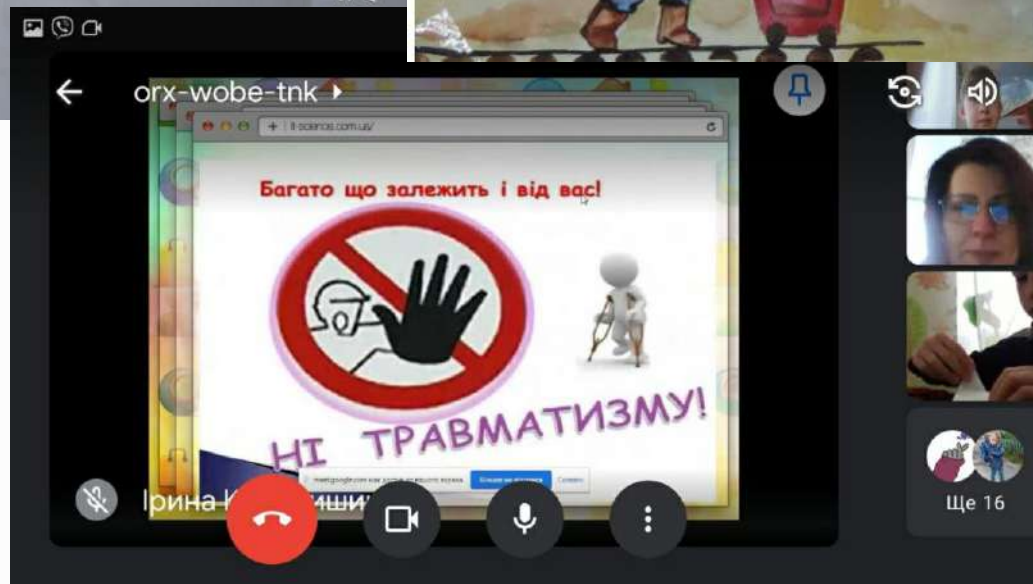 orx-wobe-tnk
Багато що залежить і від вас!
НІ ТРАВМАТИЗМУ!
Ірина
Ще 16